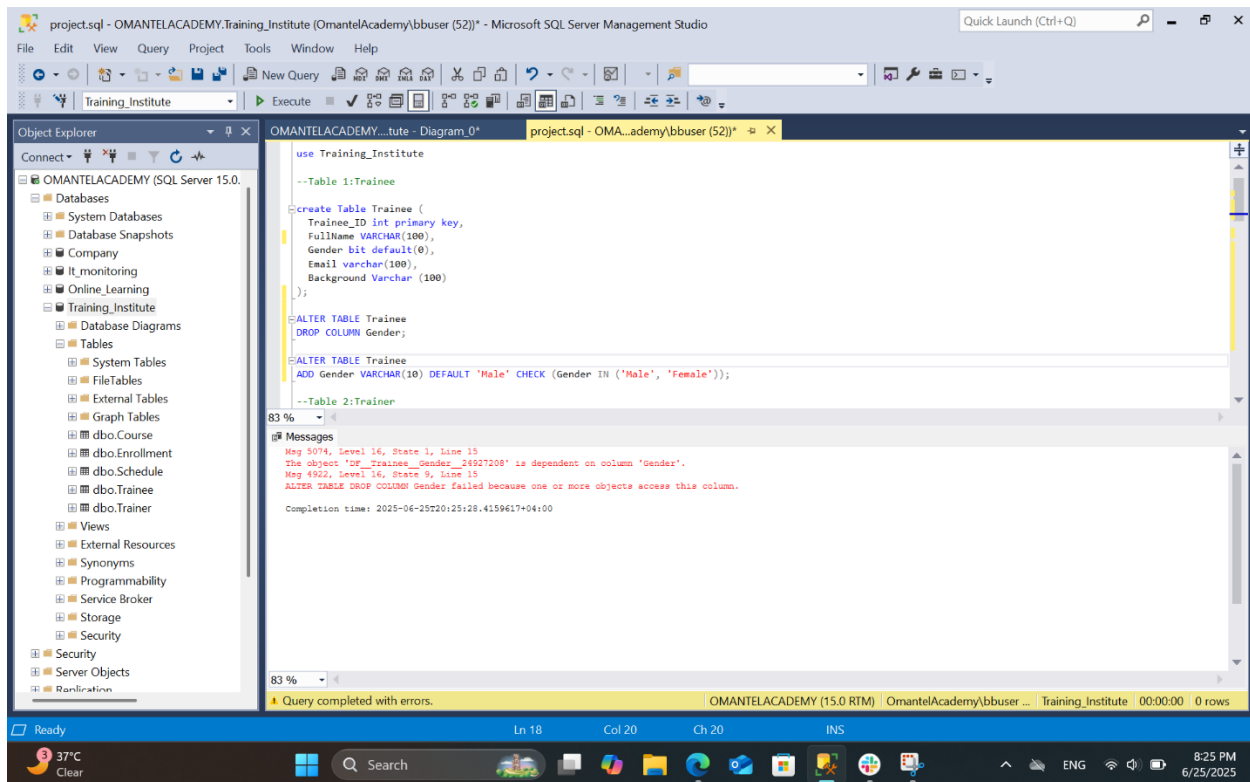 project.sql - OMANTELACADEMY.Training_Institute (OmantelAcademy\bbuser (52))* - Microsoft SQL Server Management Studio
Quick Launch (Ctrl+Q)
File Edit View Query Project Tools Window Help
New Query
Training_Institute
Execute
Object Explorer
Connect
OMANTELACADEMY (SQL Server 15.0.
Databases
System Databases
Database Snapshots
Company
It_monitoring
Online_Learning
Training_Institute
Database Diagrams
Tables
System Tables
FileTables
External Tables
Graph Tables
dbo.Course
dbo.Enrollment
dbo.Schedule
dbo.Trainee
dbo.Trainer
Views
External Resources
Synonyms
Programmability
Service Broker
Storage
Security
Security
Server Objects
Replication
OMANTELACADEMY....tute - Diagram_0*
project.sql - OMA...ademy\bbuser (52))*
use Training_Institute
--Table 1:Trainee
create Table Trainee (
Trainee_ID int primary key,
FullName VARCHAR(100),
Gender bit default(0),
Email varchar(100),
Background Varchar (100)
);
ALTER TABLE Trainee
DROP COLUMN Gender;
ALTER TABLE Trainee
ADD Gender VARCHAR(10) DEFAULT 'Male' CHECK (Gender IN ('Male', 'Female'));
--Table 2:Trainer
83 %
Messages
Msg 5074, Level 16, State 1, Line 15
The object 'DF__Trainee__Gender__24927208' is dependent on column 'Gender'.
Msg 4922, Level 16, State 9, Line 15
ALTER TABLE DROP COLUMN Gender failed because one or more objects access this column.
Completion time: 2025-06-25T20:25:28.4159617+04:00
83 %
Query completed with errors.
OMANTELACADEMY (15.0 RTM) OmantelAcademy\bbuser ... Training_Institute 00:00:00 0 rows
Ready
Ln 18 Col 20 Ch 20 INS
3
37°C
Clear
Search
ENG
8:25 PM
6/25/2025